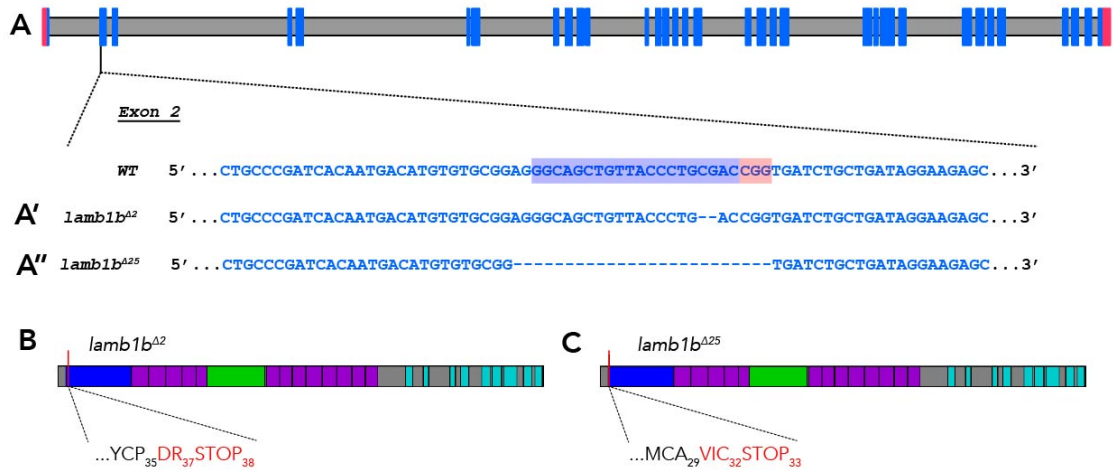 A
Exon 2
WT 5’...CTGCCCGATCACAATGACATGTGTGCGGAGGGCAGCTGTTACCCTGCGACCGGTGATCTGCTGATAGGAAGAGC...3’
A’ lamb1bΔ2 5’...CTGCCCGATCACAATGACATGTGTGCGGAGGGCAGCTGTTACCCTG--ACCGGTGATCTGCTGATAGGAAGAGC...3’
A” lamb1bΔ25 5’...CTGCCCGATCACAATGACATGTGTGCGG-------------------------TGATCTGCTGATAGGAAGAGC...3’
B lamb1bΔ2
...YCP35DR37STOP38
C lamb1bΔ25
...MCA29VIC32STOP33